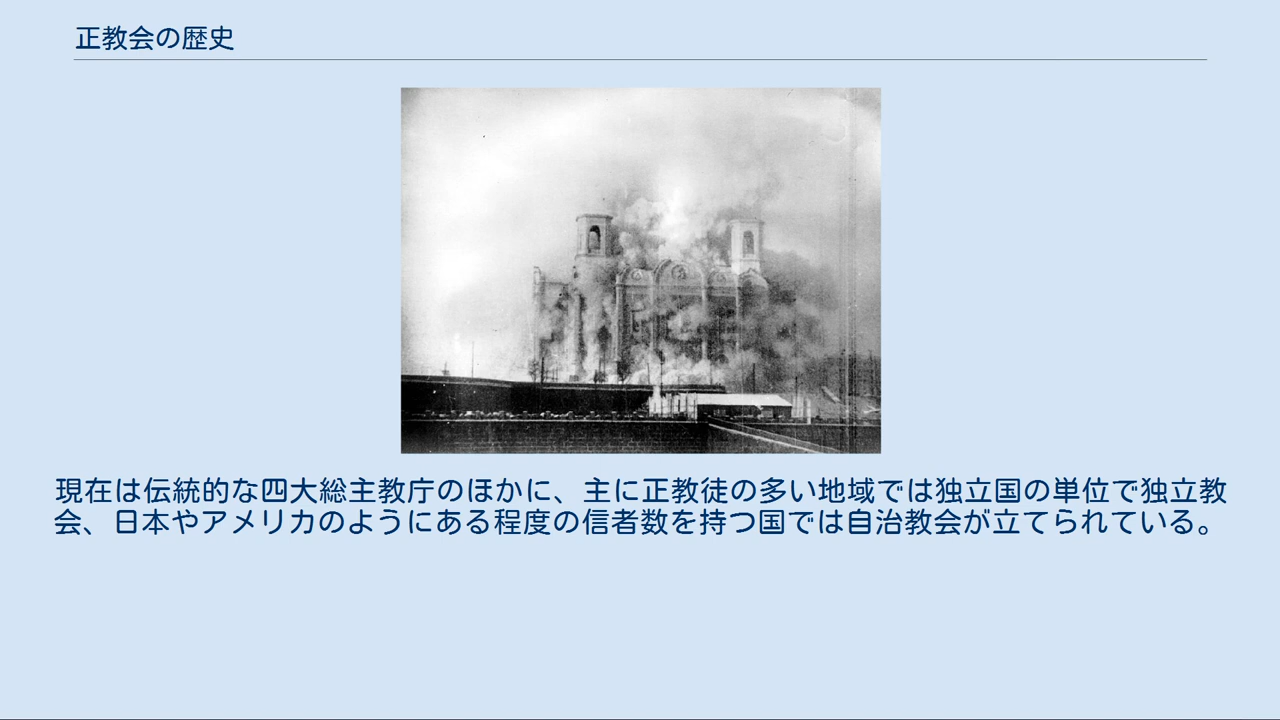 正教会の歴史
現在は伝統的な四大総主教庁のほかに、主に正教徒の多い地域では独立国の単位で独立教
会、日本やアメリカのようにある程度の信者数を持つ国では自治教会が立てられている。